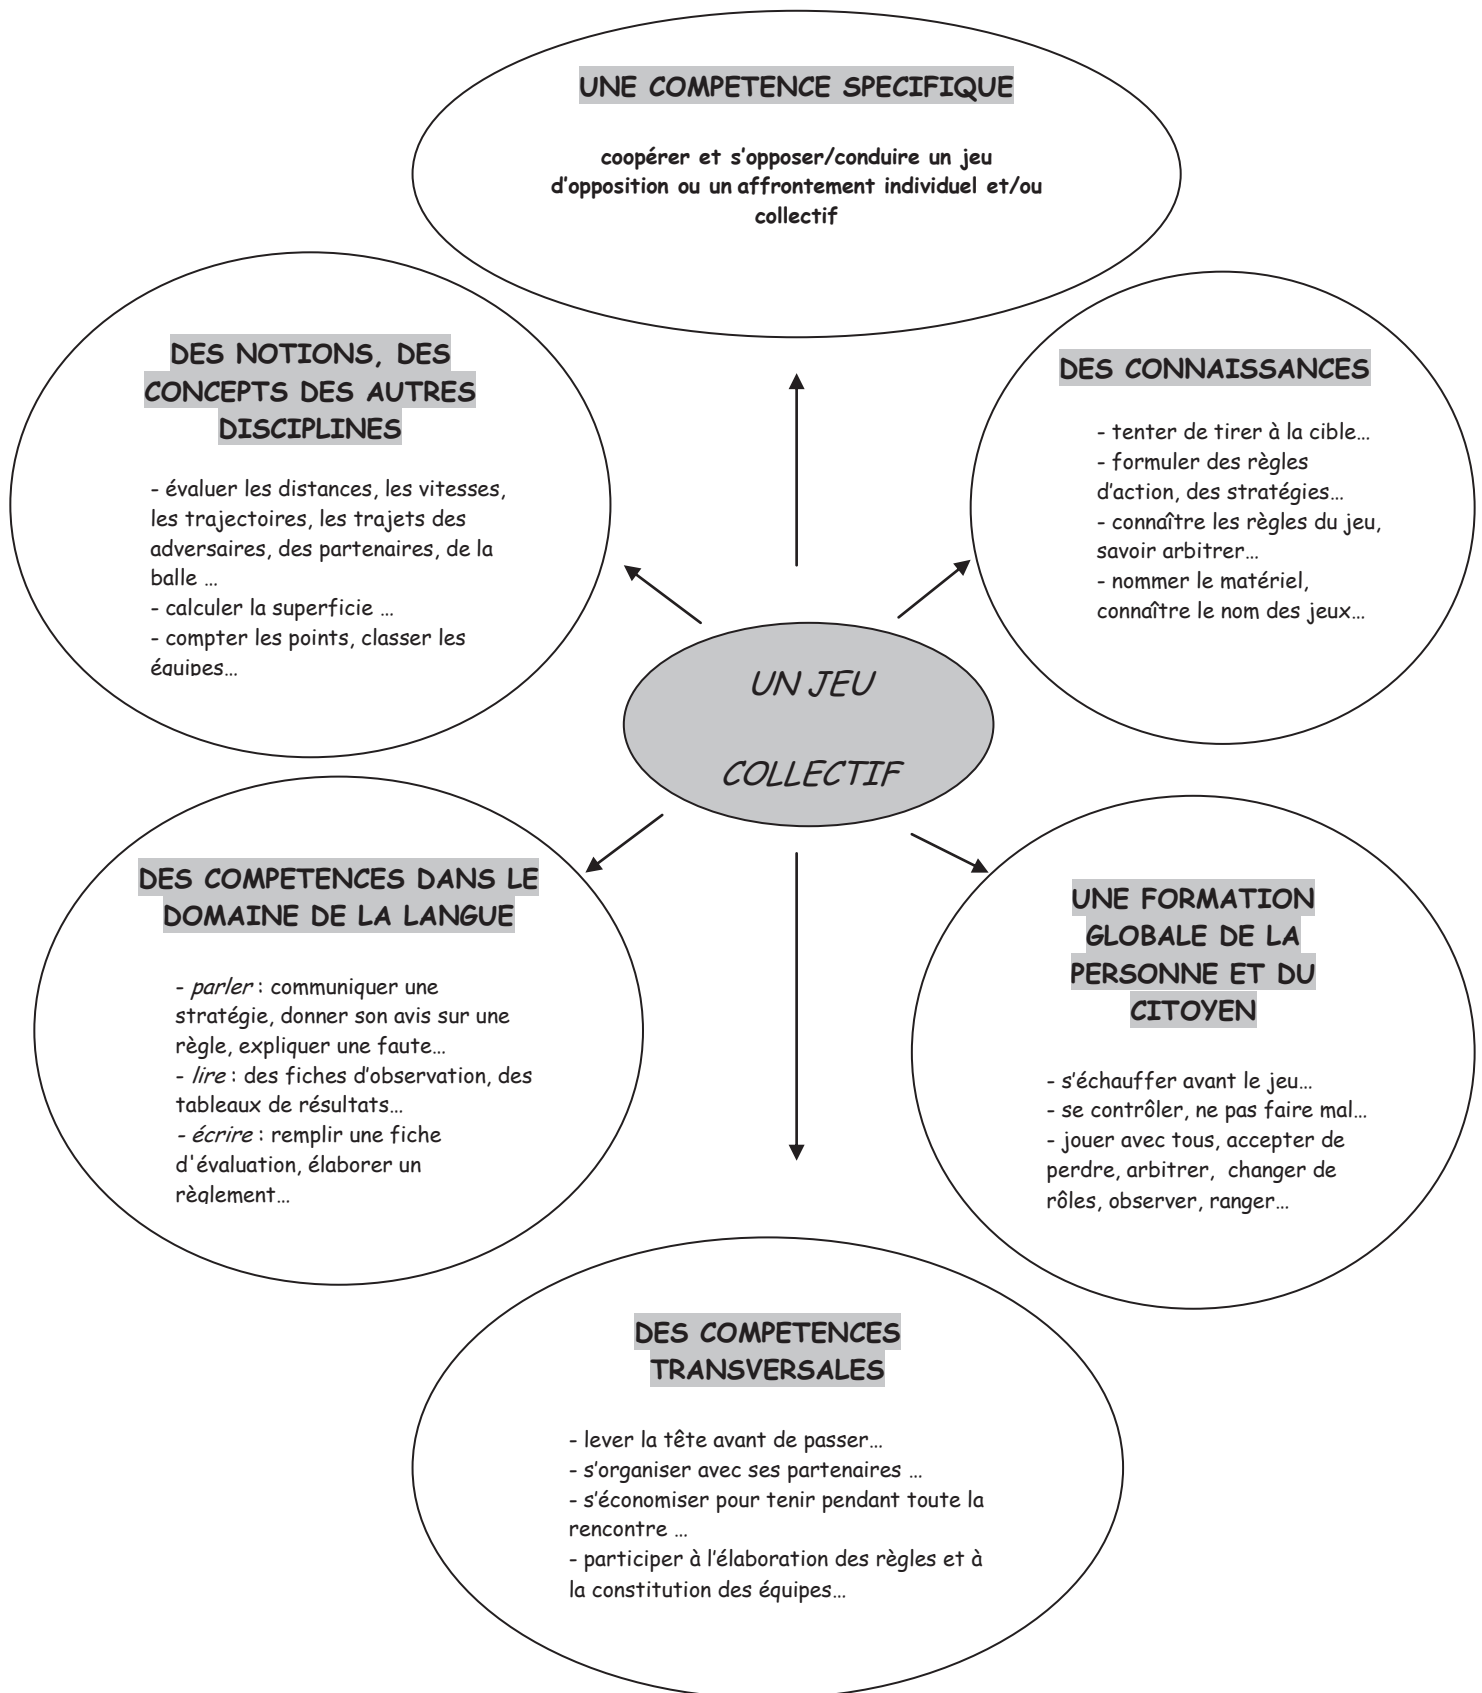 UNE COMPETENCE SPECIFIQUE
coopérer et s'opposer/conduire un jeu
d'opposition ou un affrontement individuel et/ou
collectif
DES NOTIONS, DES
CONCEPTS DES AUTRES
DISCIPLINES
- évaluer les distances, les vitesses,
les trajectoires, les trajets des
adversaires, des partenaires, de la
balle …
- calculer la superficie …
- compter les points, classer les
équipes…
DES CONNAISSANCES
- tenter de tirer à la cible…
- formuler des règles
d'action, des stratégies…
- connaître les règles du jeu,
savoir arbitrer…
- nommer le matériel,
connaître le nom des jeux…
UN JEU
COLLECTIF
DES COMPETENCES DANS LE
DOMAINE DE LA LANGUE
- parler : communiquer une
stratégie, donner son avis sur une
règle, expliquer une faute…
- lire : des fiches d'observation, des
tableaux de résultats…
- écrire : remplir une fiche
d'évaluation, élaborer un
règlement…
UNE FORMATION
GLOBALE DE LA
PERSONNE ET DU
CITOYEN
- s'échauffer avant le jeu…
- se contrôler, ne pas faire mal…
- jouer avec tous, accepter de
perdre, arbitrer, changer de
rôles, observer, ranger…
DES COMPETENCES
TRANSVERSALES
- lever la tête avant de passer…
- s'organiser avec ses partenaires …
- s'économiser pour tenir pendant toute la
rencontre …
- participer à l'élaboration des règles et à
la constitution des équipes…